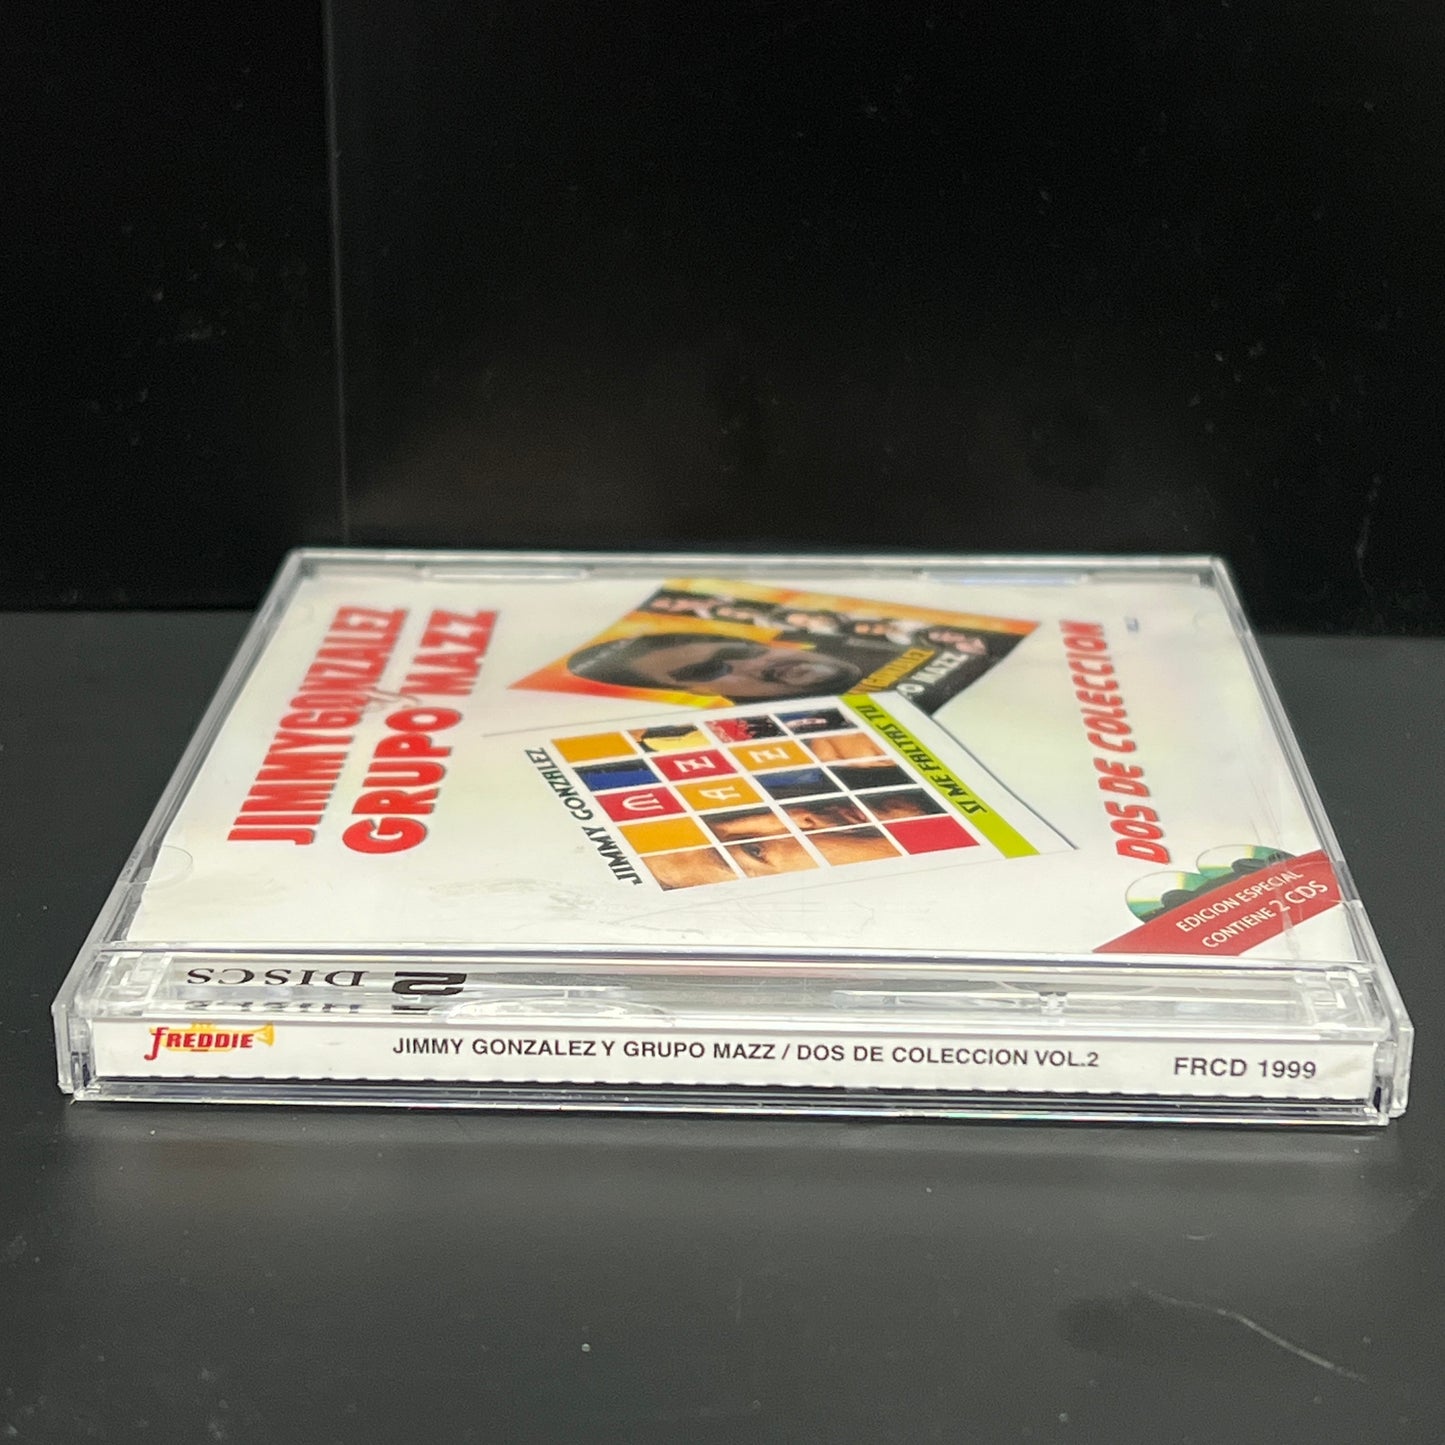 JIMMY GONZALEZ
y
GRUPO MAZZ
GONZALEZ
MAZZ
SI ME FALTAS TU
M A Z Z
JIMMY GONZALEZ
DOS DE COLECCION
EDICION ESPECIAL
CONTIENE 2 CDS
2 DISCS
FREDDIE
JIMMY GONZALEZ Y GRUPO MAZZ / DOS DE COLECCION VOL.2
FRCD 1999